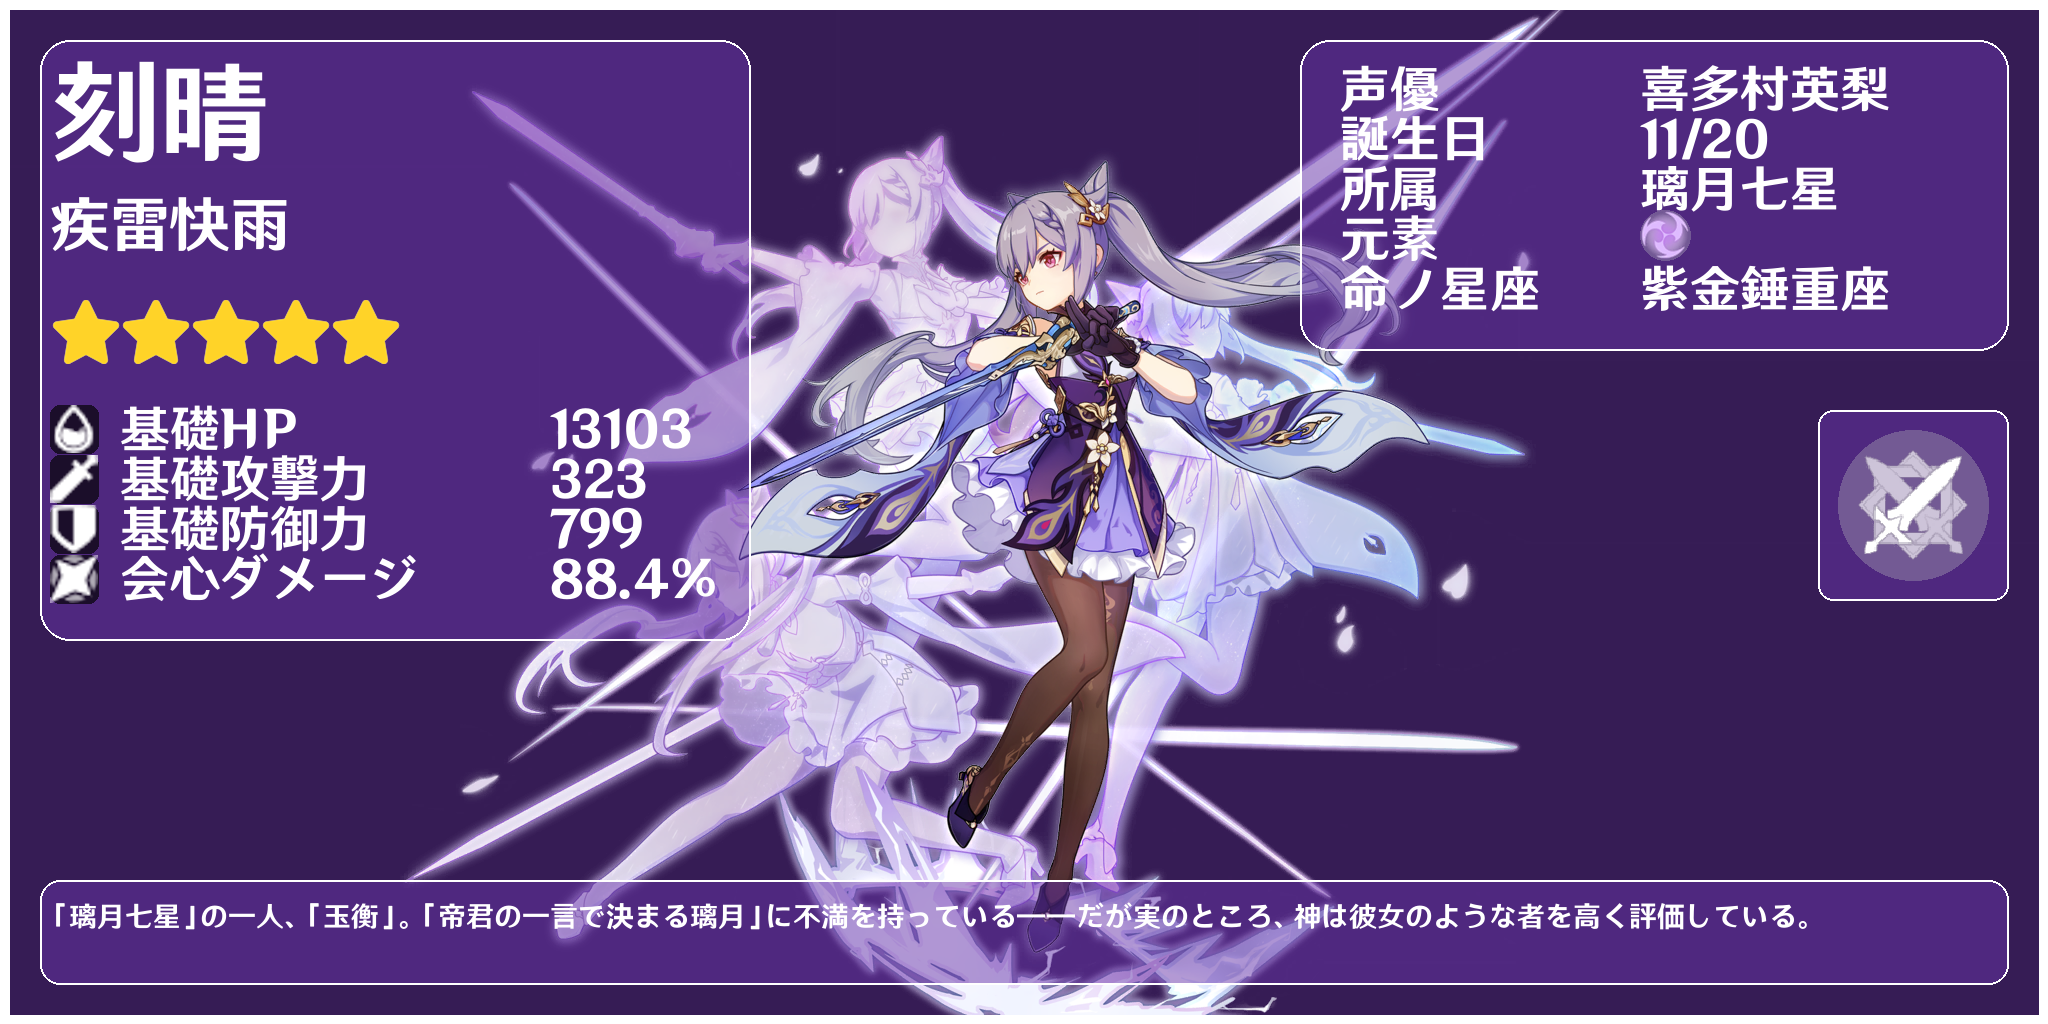 刻晴
疾雷快雨
基礎HP 13103
基礎攻撃力 323
基礎防御力 799
会心ダメージ 88.4%
声優 喜多村英梨
誕生日 11/20
所属 璃月七星
元素
命ノ星座 紫金錘重座
「璃月七星」の一人、「玉衡」。「帝君の一言で決まる璃月」に不満を持っている——だが実のところ、神は彼女のような者を高く評価している。